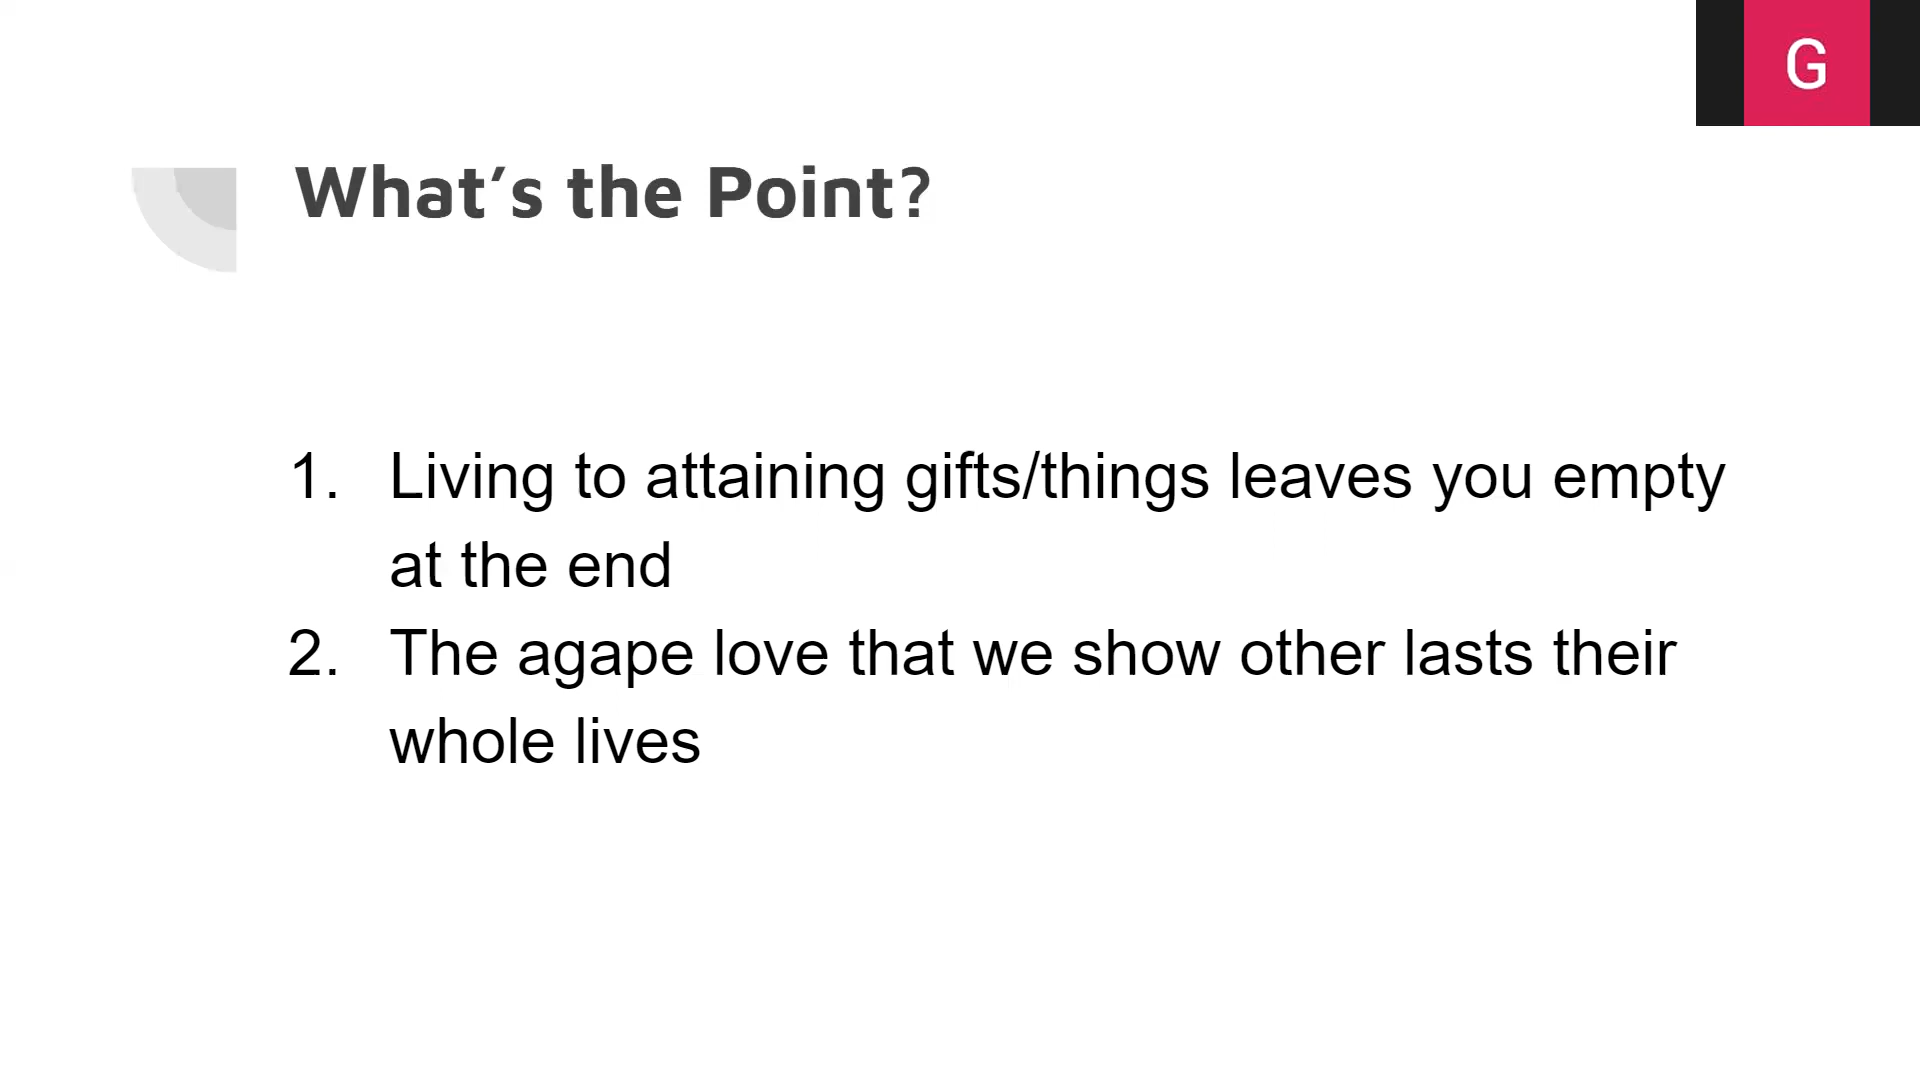 G
What's the Point?
1. Living to attaining gifts/things leaves you empty
at the end
2. The agape love that we show other lasts their
whole lives